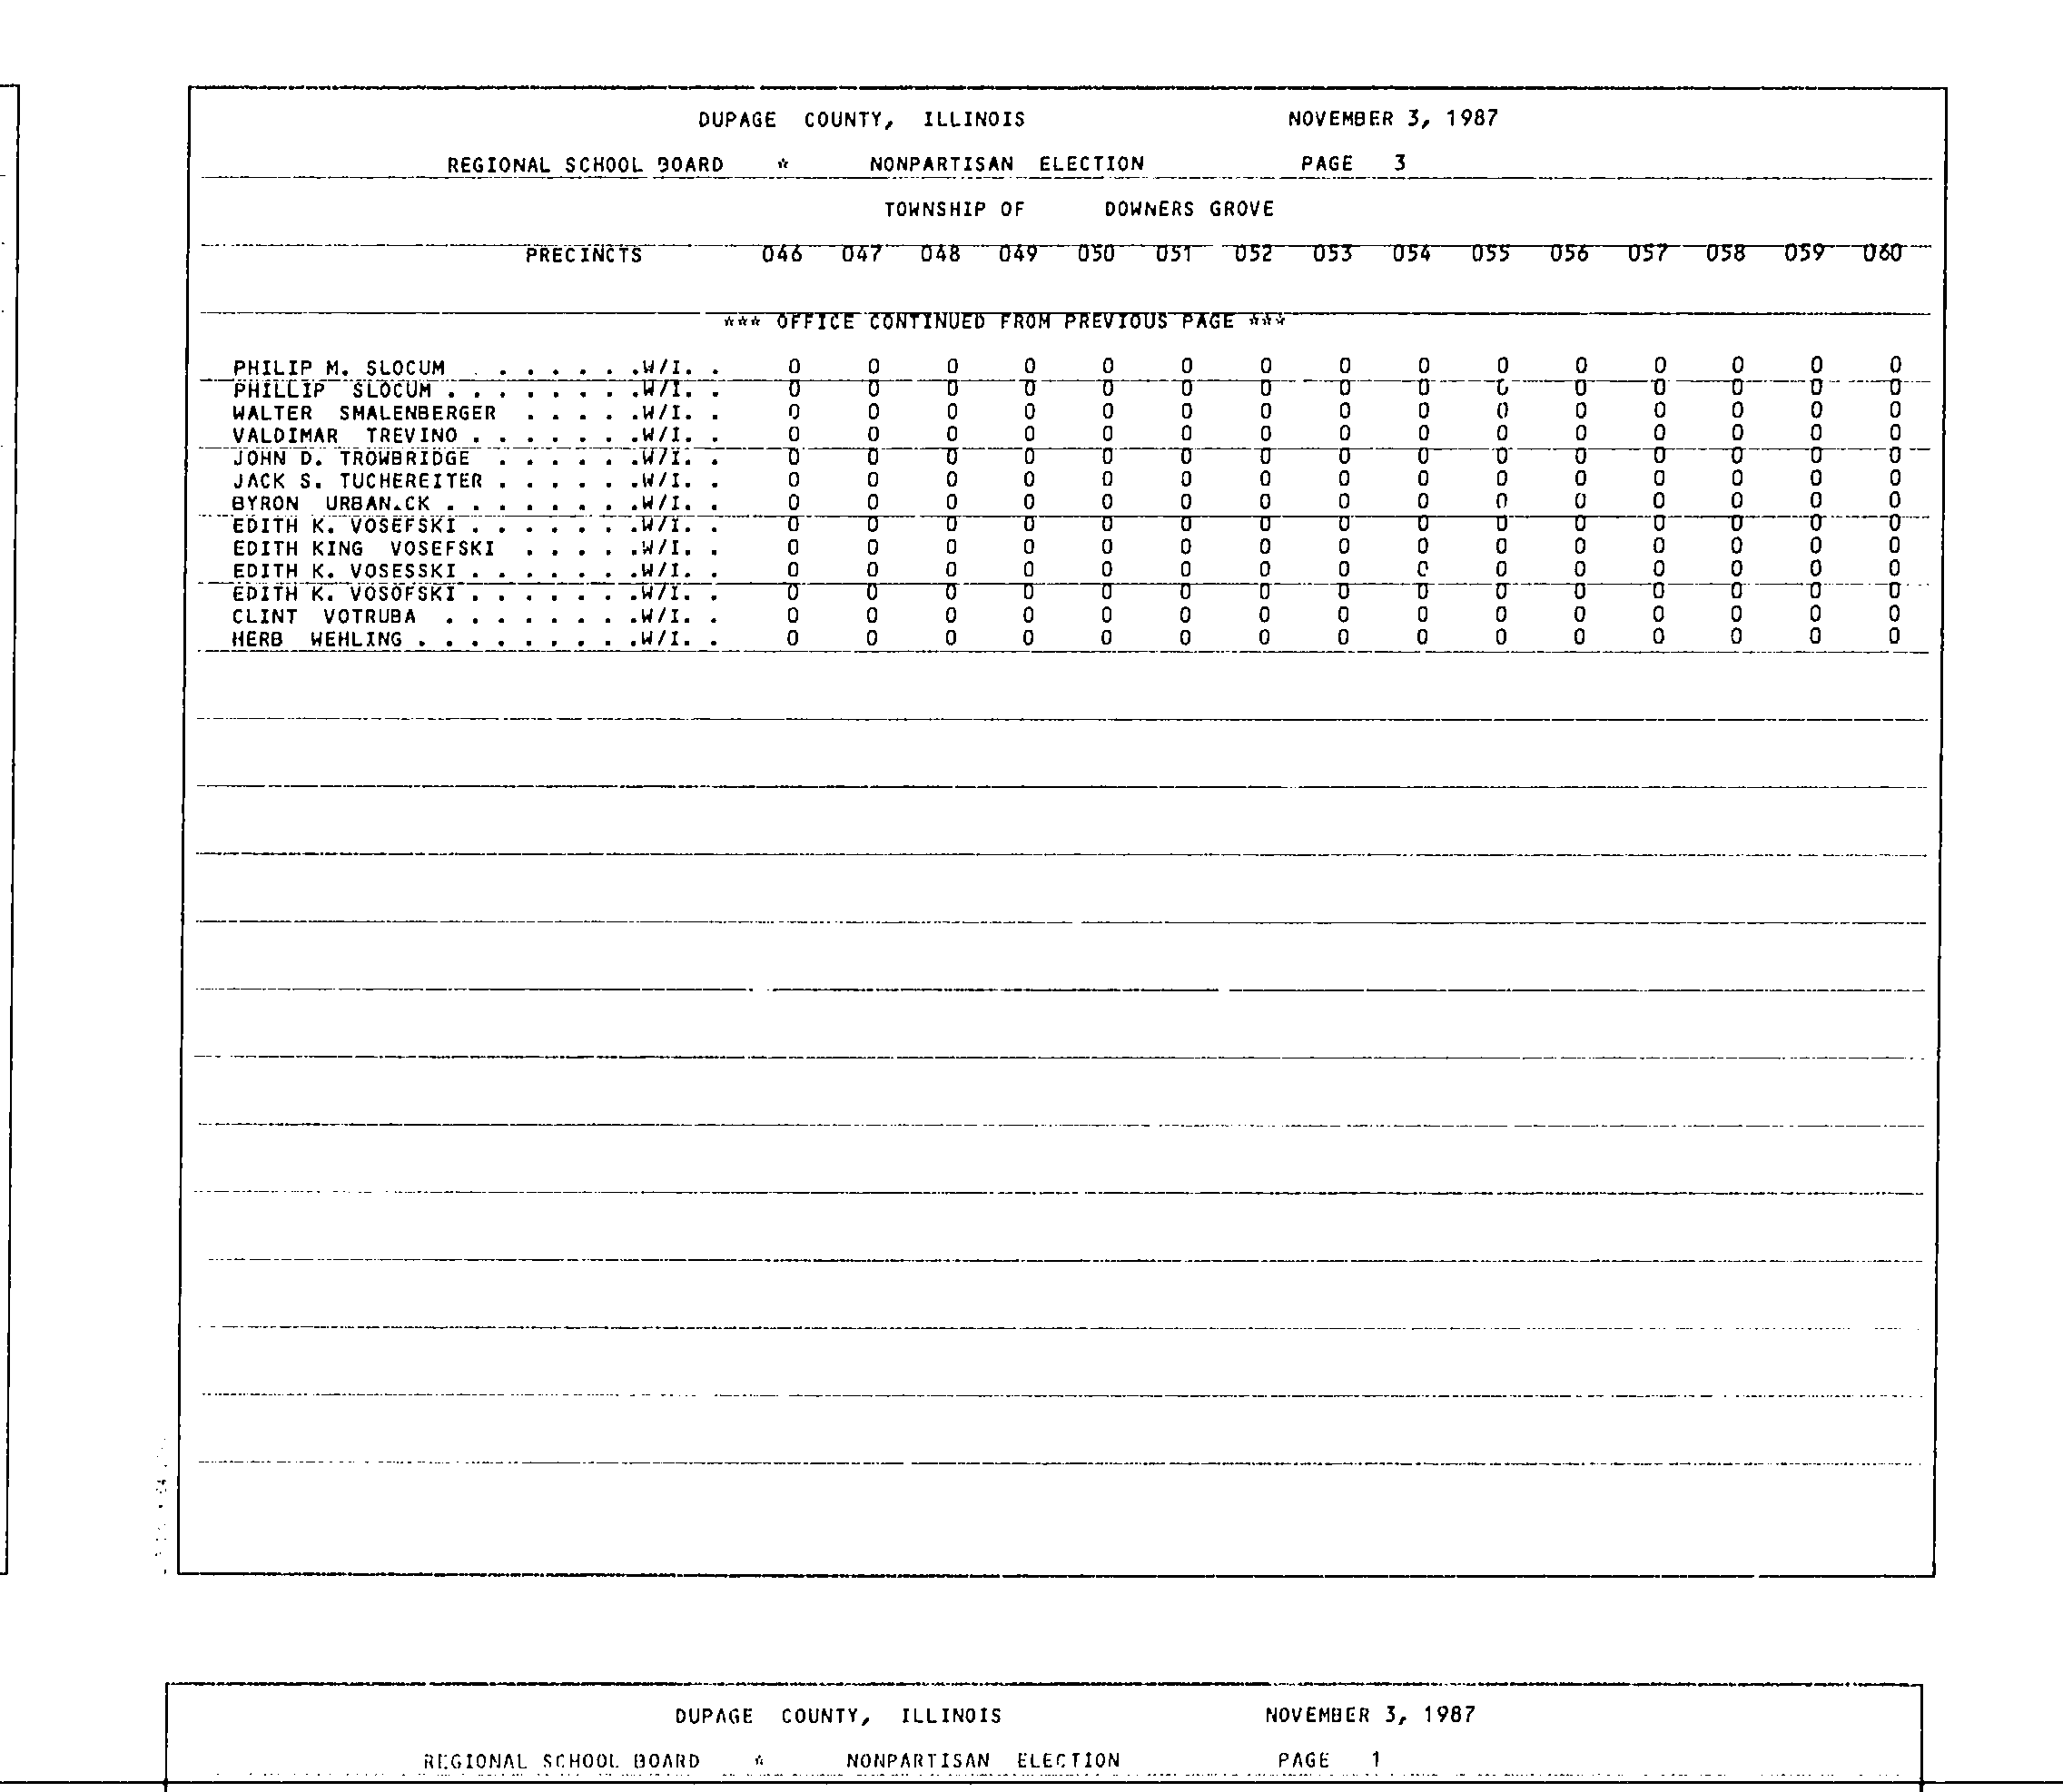 DUPAGE COUNTY, ILLINOIS NOVEMBER 3, 1987
REGIONAL SCHOOL BOARD * NONPARTISAN ELECTION PAGE 3
TOWNSHIP OF DOWNERS GROVE
PRECINCTS 046 047 048 049 050 051 052 053 054 055 056 057 058 059 060
*** OFFICE CONTINUED FROM PREVIOUS PAGE ***
PHILIP M. SLOCUM . . . . . . .W/I. . 0 0 0 0 0 0 0 0 0 0 0 0 0 0 0
PHILLIP SLOCUM . . . . . . . .W/I. . 0 0 0 0 0 0 0 0 0 0 0 0 0 0 0
WALTER SMALENBERGER . . . . .W/I. . 0 0 0 0 0 0 0 0 0 0 0 0 0 0 0
VALDIMAR TREVINO . . . . . . .W/I. . 0 0 0 0 0 0 0 0 0 0 0 0 0 0 0
JOHN D. TROWBRIDGE . . . . . .W/I. . 0 0 0 0 0 0 0 0 0 0 0 0 0 0 0
JACK S. TUCHEREITER . . . . . .W/I. . 0 0 0 0 0 0 0 0 0 0 0 0 0 0 0
BYRON URBAN.CK . . . . . . . .W/I. . 0 0 0 0 0 0 0 0 0 0 0 0 0 0 0
EDITH K. VOSEFSKI . . . . . . .W/I. . 0 0 0 0 0 0 0 0 0 0 0 0 0 0 0
EDITH KING VOSEFSKI . . . . .W/I. . 0 0 0 0 0 0 0 0 0 0 0 0 0 0 0
EDITH K. VOSESSKI . . . . . . .W/I. . 0 0 0 0 0 0 0 0 0 0 0 0 0 0 0
EDITH K. VOSOFSKI . . . . . . .W/I. . 0 0 0 0 0 0 0 0 0 0 0 0 0 0 0
CLINT VOTRUBA . . . . . . . .W/I. . 0 0 0 0 0 0 0 0 0 0 0 0 0 0 0
HERB WEHLING . . . . . . . . .W/I. . 0 0 0 0 0 0 0 0 0 0 0 0 0 0 0
DUPAGE COUNTY, ILLINOIS NOVEMBER 3, 1987
REGIONAL SCHOOL BOARD * NONPARTISAN ELECTION PAGE 1